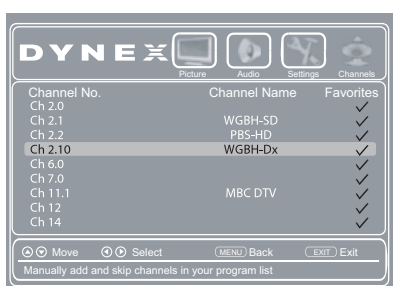 DYNEX
Picture Audio Settings Channels
Channel No. Channel Name Favorites
Ch 2.0
Ch 2.1 WGBH-SD
Ch 2.2 PBS-HD
Ch 2.10 WGBH-Dx
Ch 6.0
Ch 7.0
Ch 11.1 MBC DTV
Ch 12
Ch 14
Move Select MENU Back EXIT Exit
Manually add and skip channels in your program list